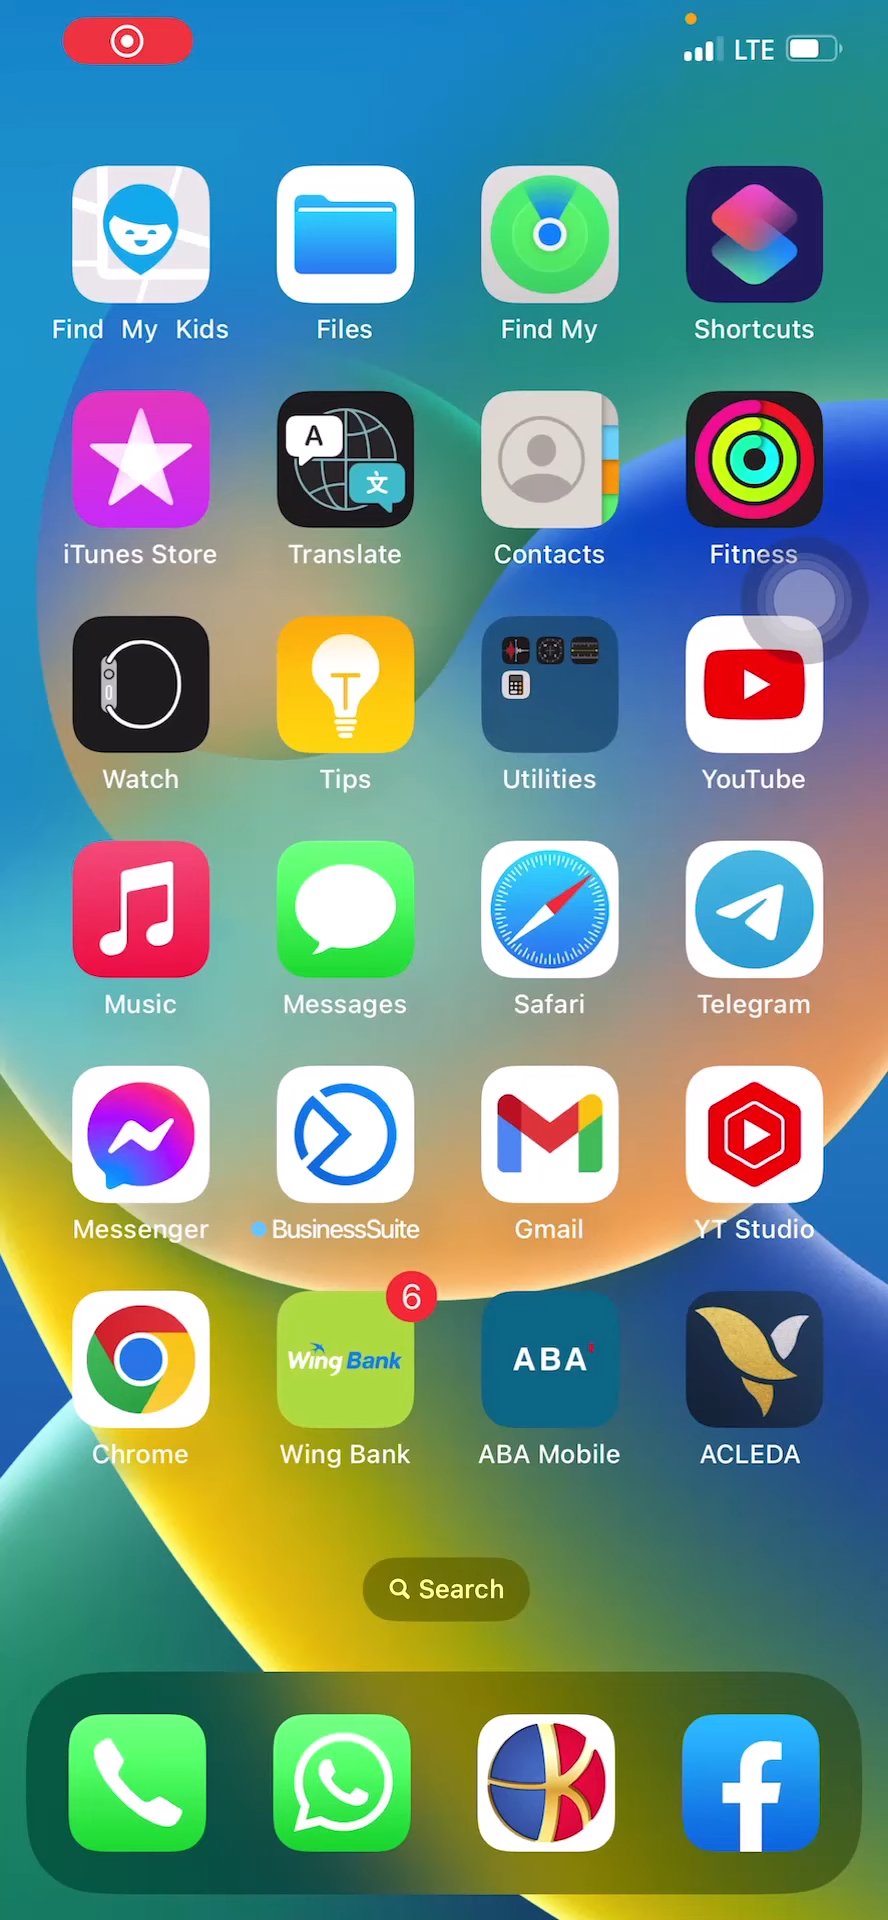 LTE
Find My Kids
Files
Find My
Shortcuts
A
文
iTunes Store
Translate
Contacts
Fitness
Watch
Tips
Utilities
YouTube
Music
Messages
Safari
Telegram
Messenger
BusinessSuite
Gmail
YT Studio
6
Wing Bank
ABA'
Chrome
Wing Bank
ABA Mobile
ACLEDA
Search